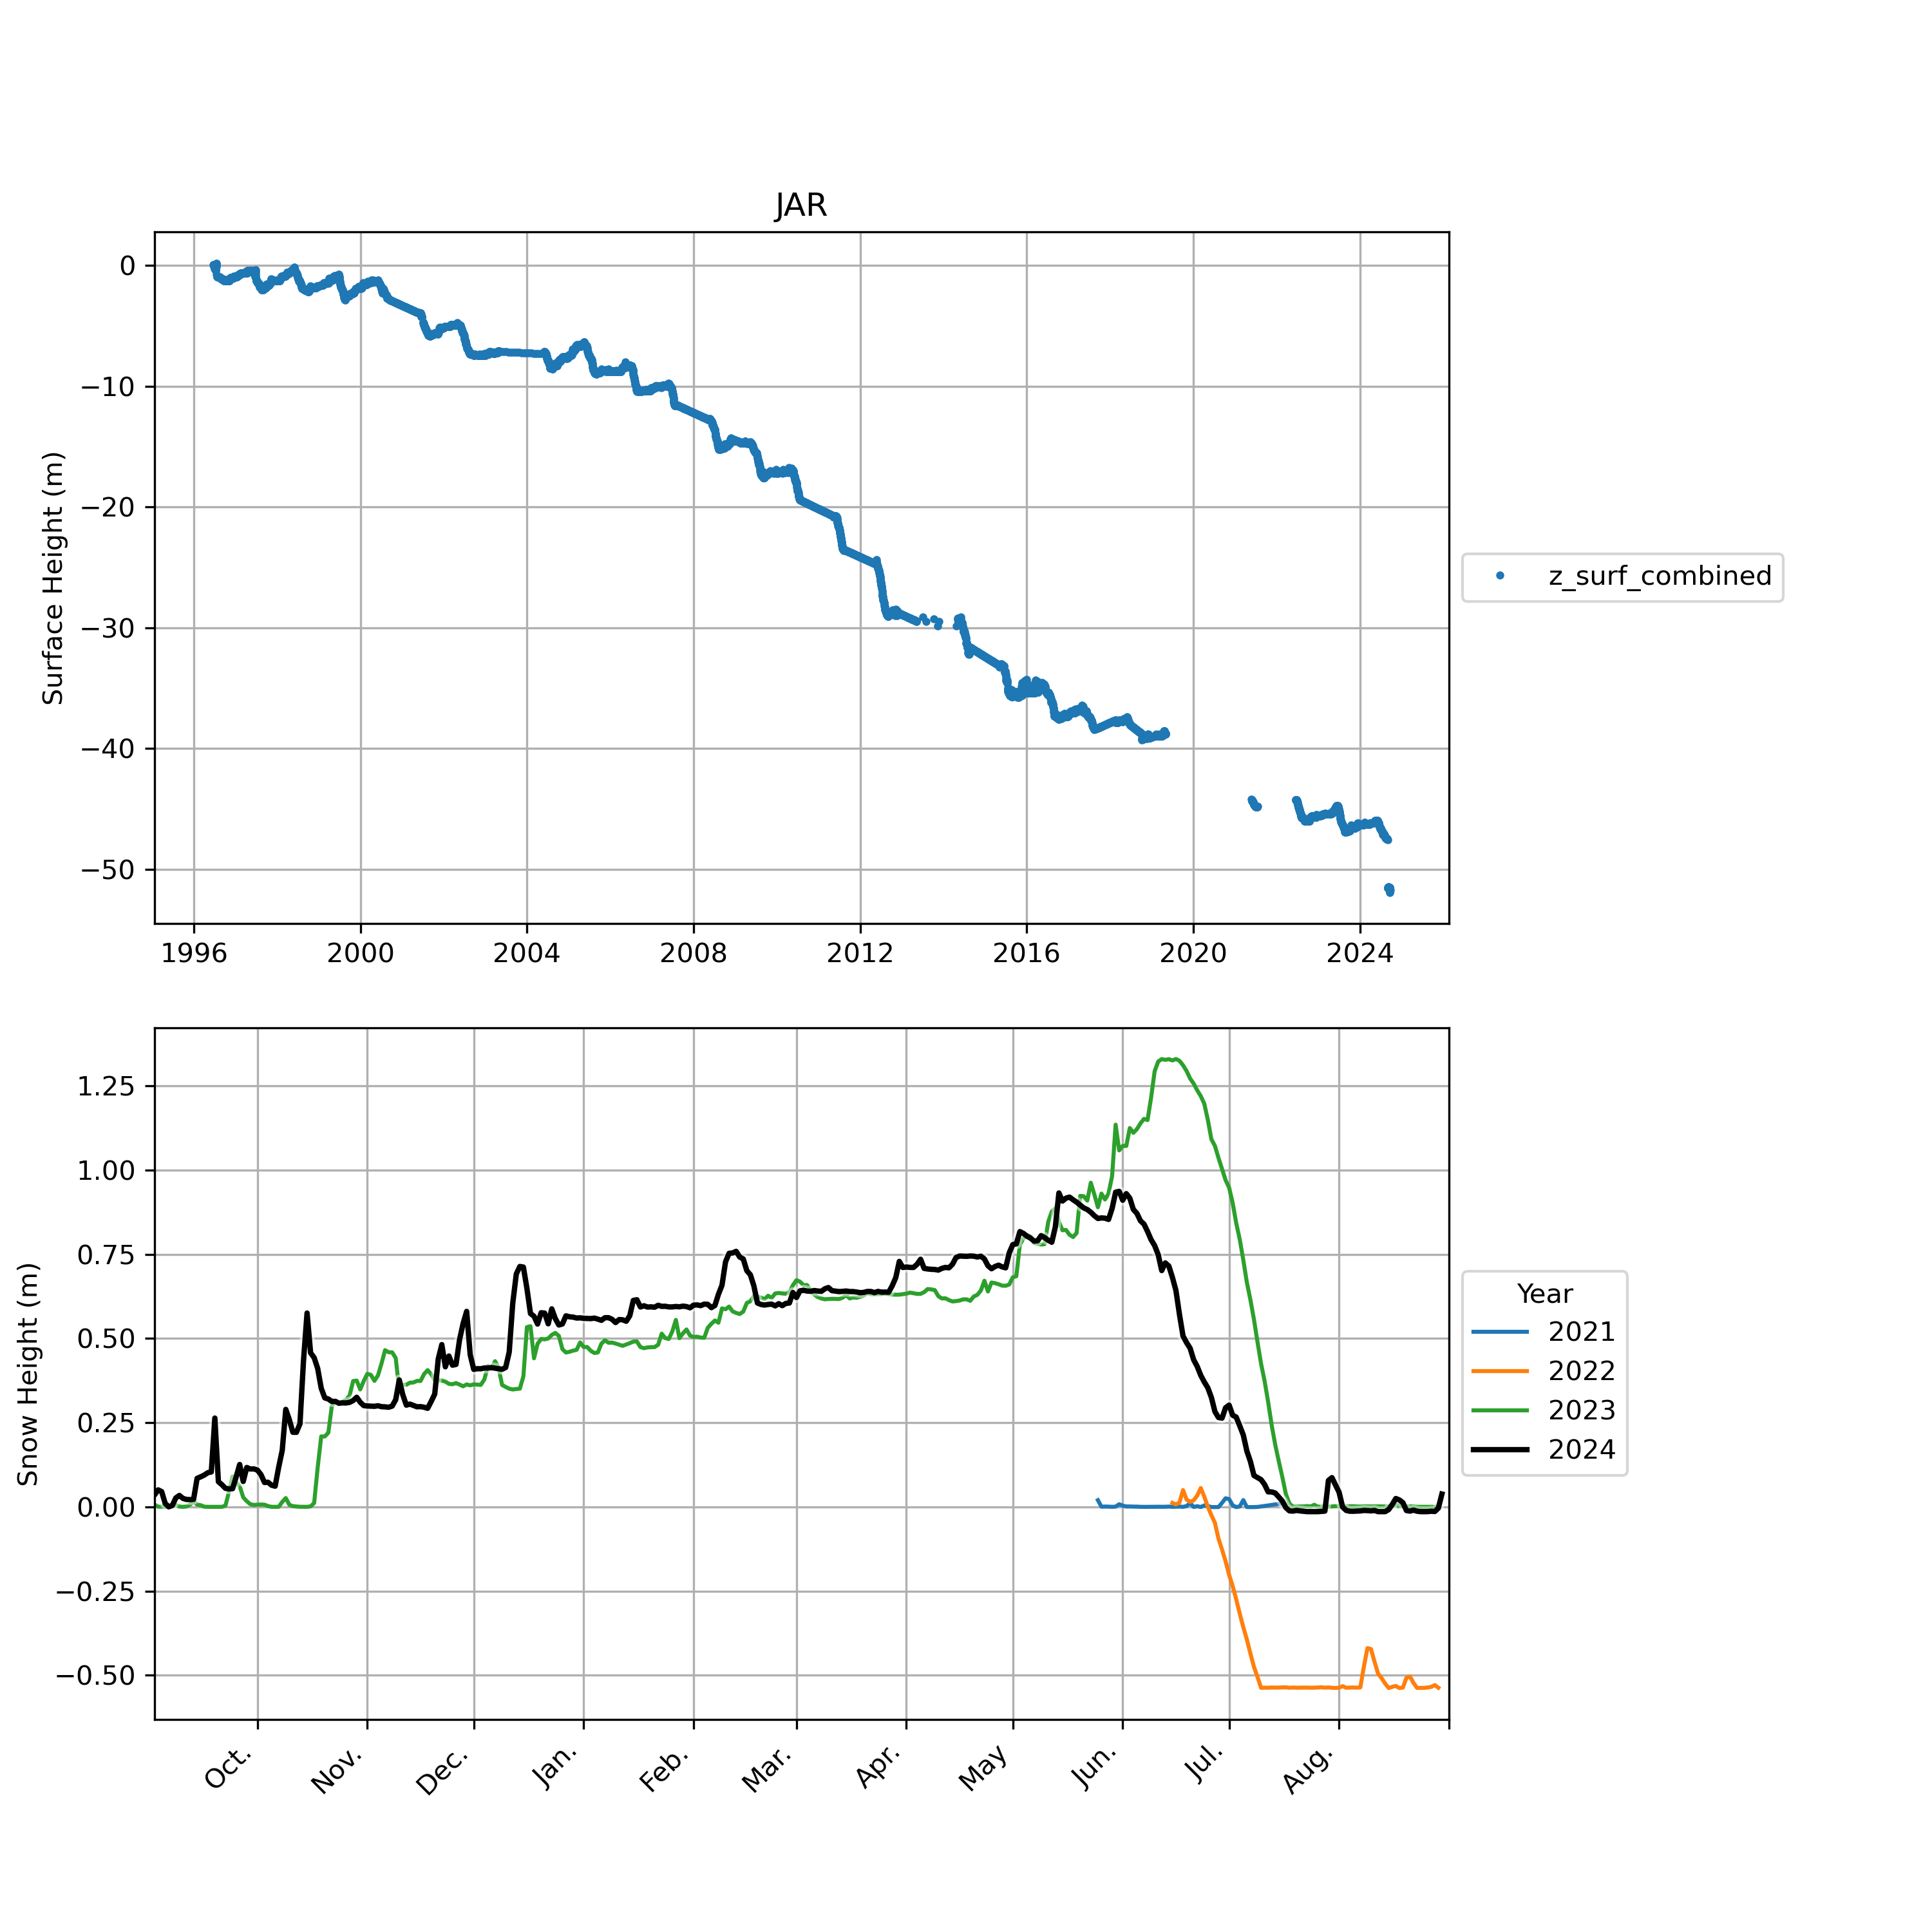 JAR
Surface Height (m)
0
−10
−20
−30
−40
−50
1996 2000 2004 2008 2012 2016 2020 2024
z_surf_combined
Snow Height (m)
1.25
1.00
0.75
0.50
0.25
0.00
−0.25
−0.50
Oct. Nov. Dec. Jan. Feb. Mar. Apr. May Jun. Jul. Aug.
Year
2021
2022
2023
2024